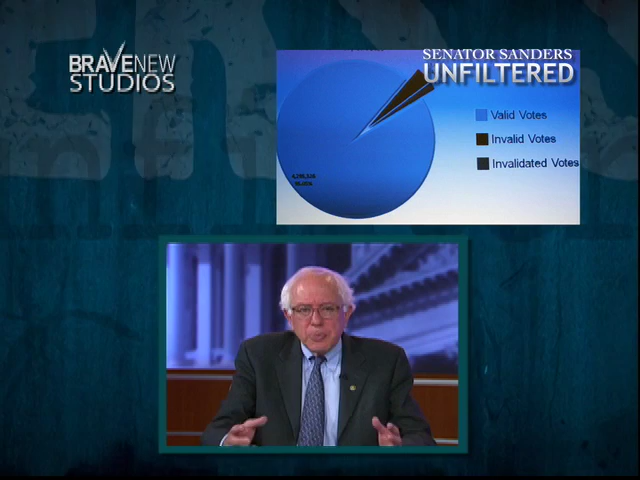 BRAVENEW
STUDIOS
SENATOR SANDERS
UNFILTERED
Valid Votes
Invalid Votes
Invalidated Votes